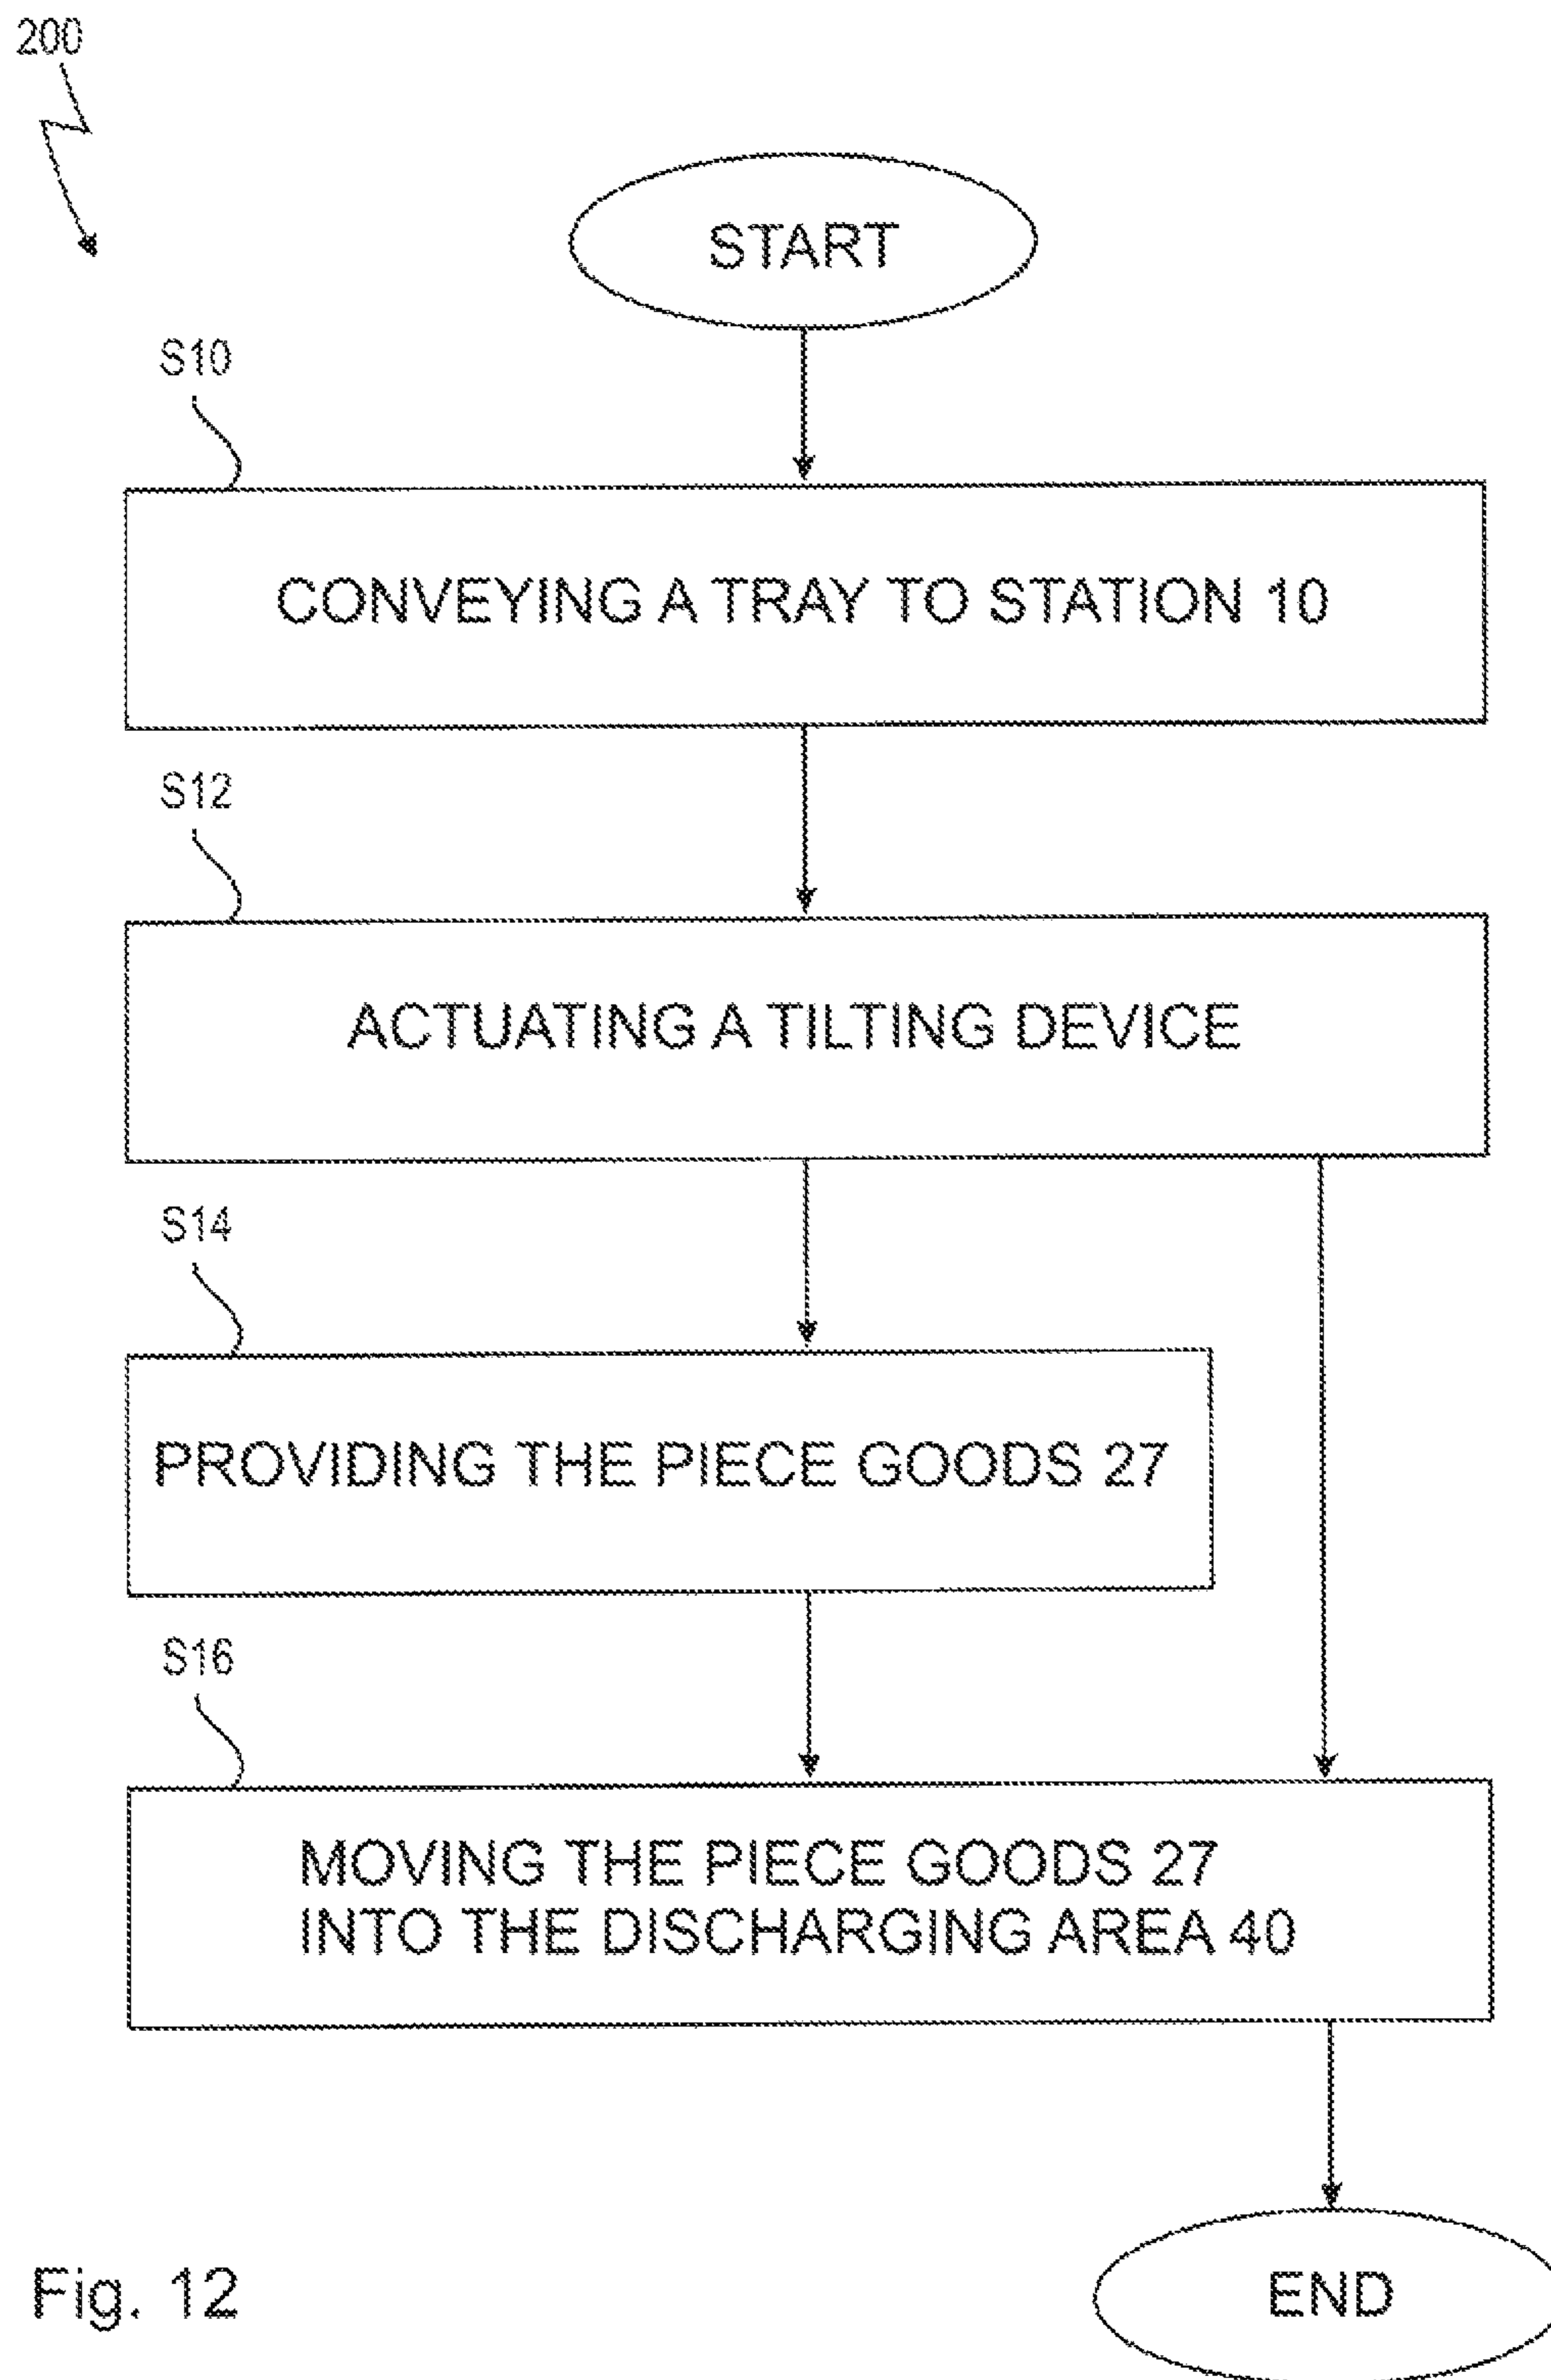 200
START
S10
CONVEYING A TRAY TO STATION 10
S12
ACTUATING A TILTING DEVICE
S14
PROVIDING THE PIECE GOODS 27
S16
MOVING THE PIECE GOODS 27
INTO THE DISCHARGING AREA 40
END
Fig. 12